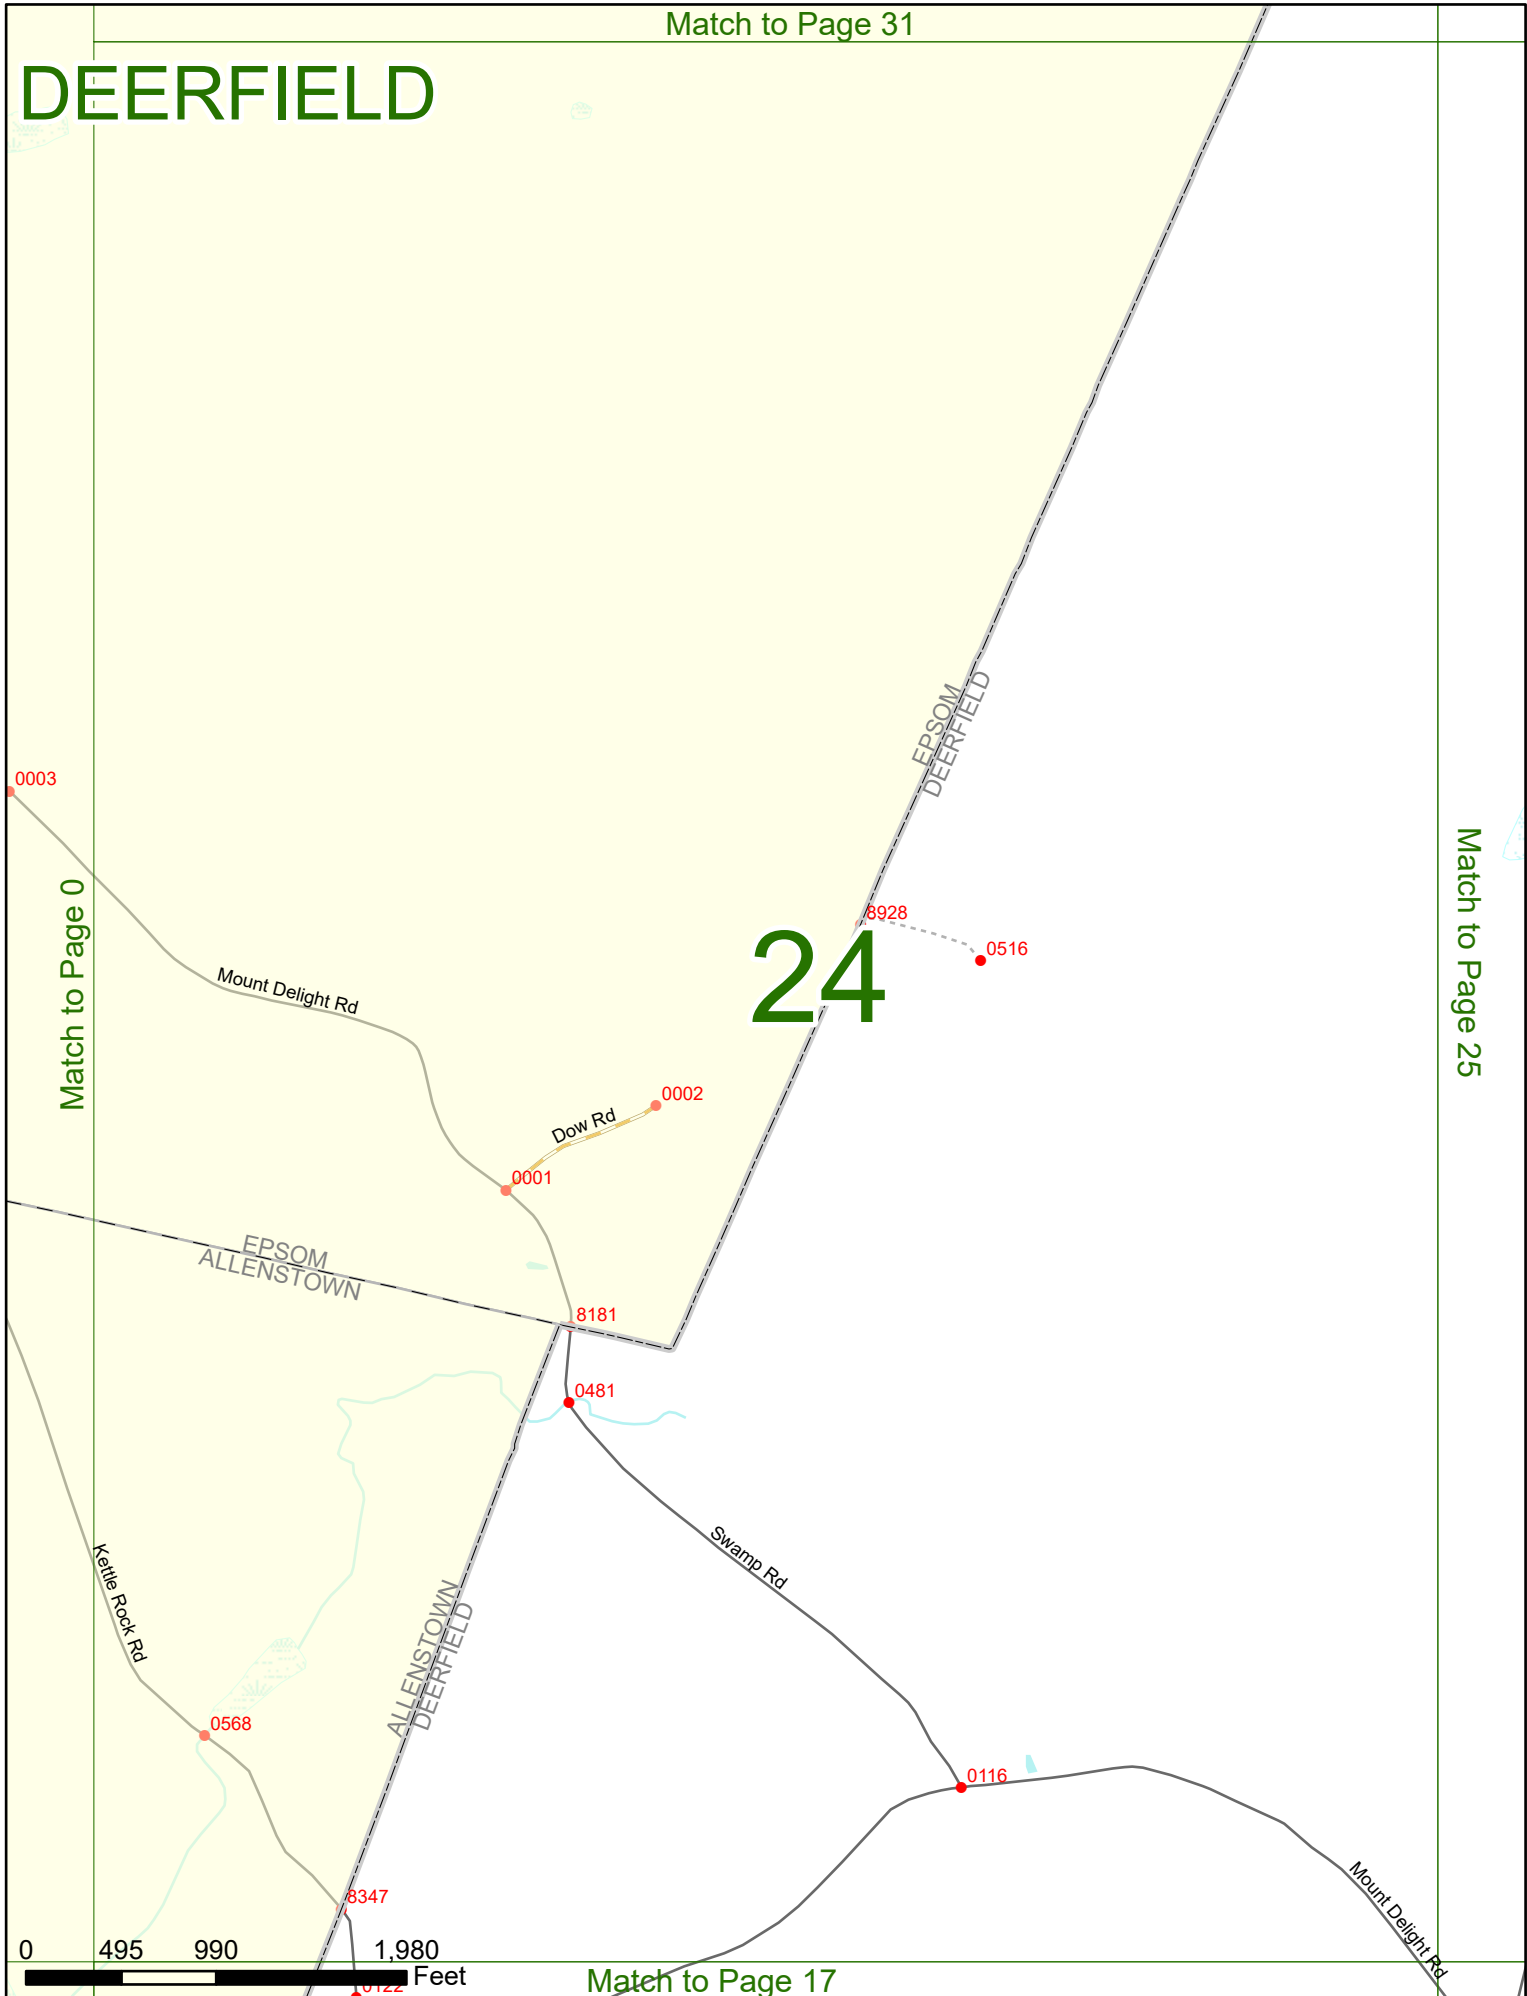 Match to Page 31
DEERFIELD
EPSOM
DEERFIELD
0003
Match to Page 0
Match to Page 25
8928
0516
24
Mount Delight Rd
0002
Dow Rd
0001
EPSOM
ALLENSTOWN
8181
0481
Swamp Rd
Kettle Rock Rd
ALLENSTOWN
DEERFIELD
0568
0116
Mount Delight Rd
8347
0 495 990 1,980
Feet
0122
Match to Page 17